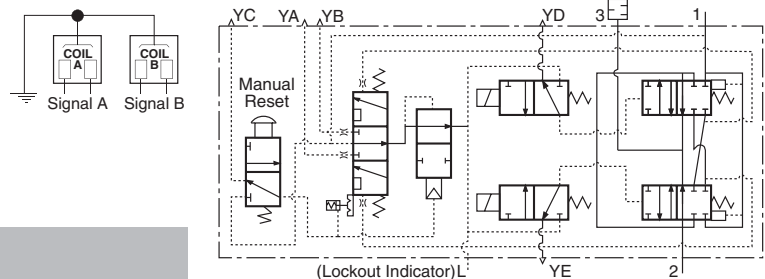 YC YA YB YD 3 1
COIL A
COIL B
Signal A Signal B
Manual Reset
(Lockout Indicator) L YE 2